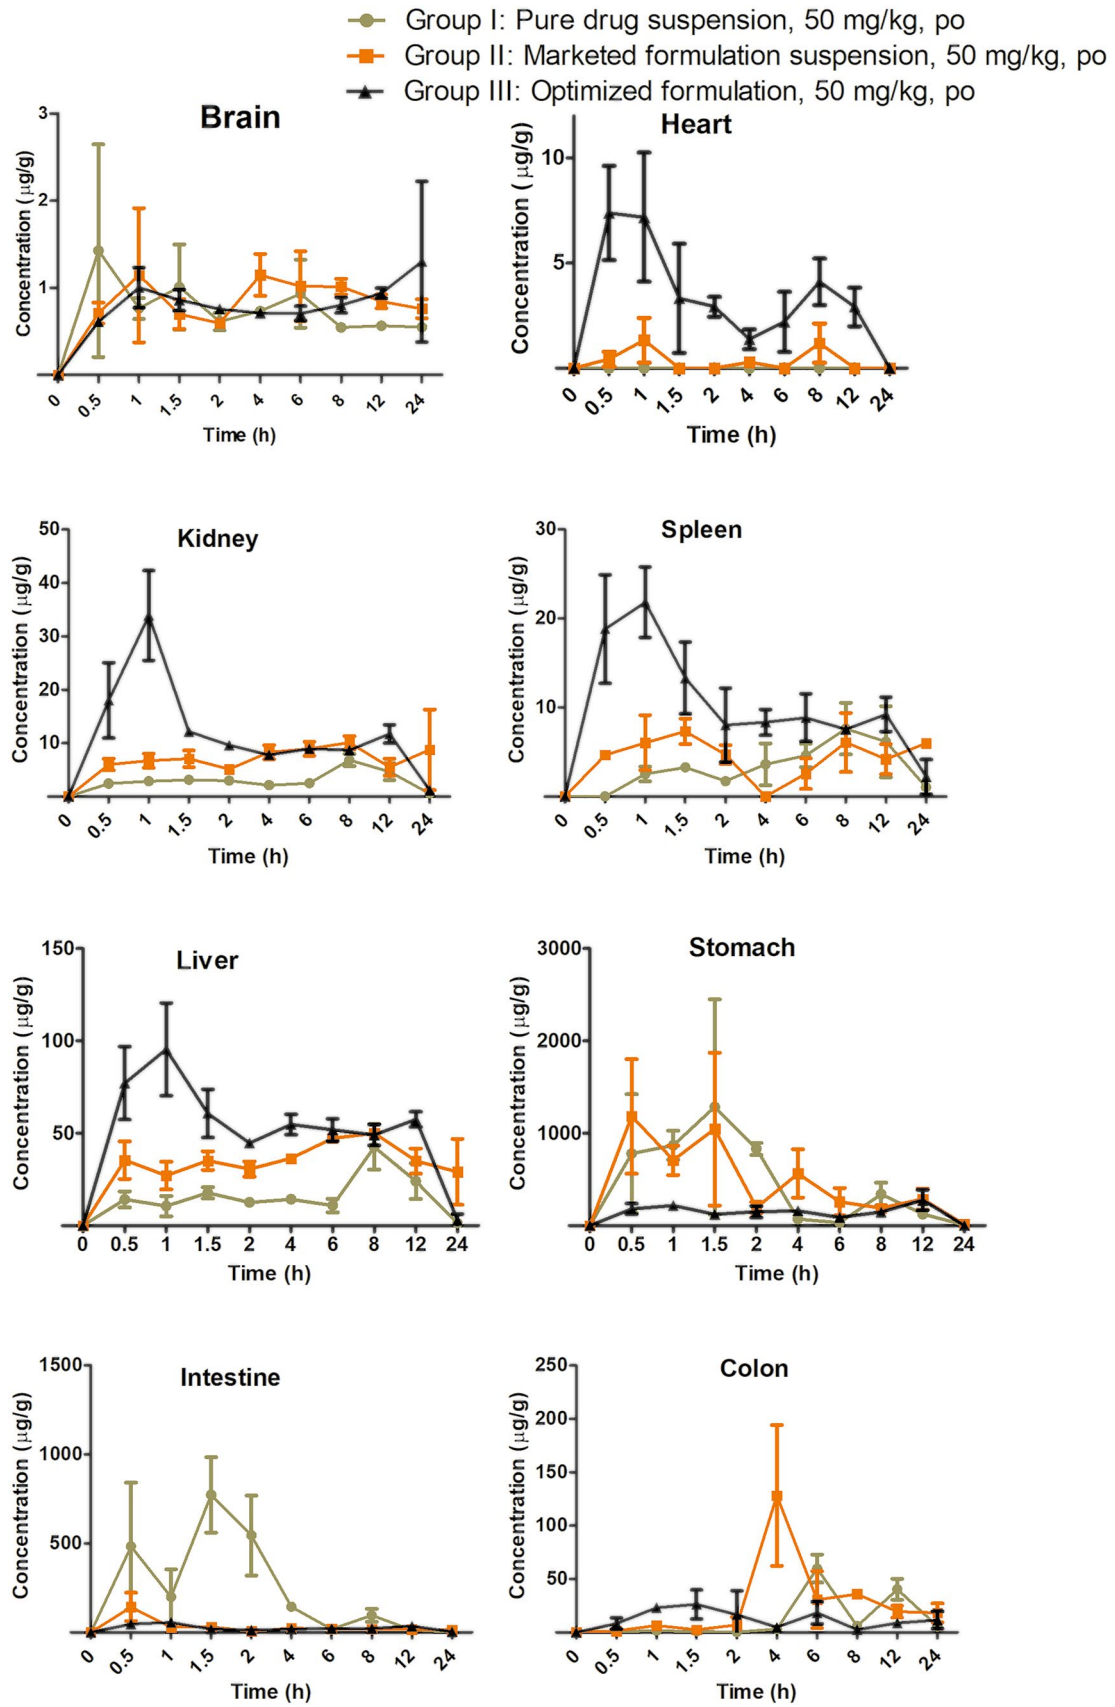 Group I: Pure drug suspension, 50 mg/kg, po
Group II: Marketed formulation suspension, 50 mg/kg, po
Group III: Optimized formulation, 50 mg/kg, po
Brain
Concentration (µg/g)
3
2
1
0 0.5 1 1.5 2 4 6 8 12 24
Time (h)
Heart
Concentration (µg/g)
10
5
0 0.5 1 1.5 2 4 6 8 12 24
Time (h)
Kidney
Concentration (µg/g)
50
40
30
20
10
0 0.5 1 1.5 2 4 6 8 12 24
Time (h)
Spleen
Concentration (µg/g)
30
20
10
0 0.5 1 1.5 2 4 6 8 12 24
Time (h)
Liver
Concentration (µg/g)
150
100
50
0 0.5 1 1.5 2 4 6 8 12 24
Time (h)
Stomach
Concentration (µg/g)
3000
2000
1000
0 0.5 1 1.5 2 4 6 8 12 24
Time (h)
Intestine
Concentration (µg/g)
1500
1000
500
0 0.5 1 1.5 2 4 6 8 12 24
Time (h)
Colon
Concentration (µg/g)
250
200
150
100
50
0 0.5 1 1.5 2 4 6 8 12 24
Time (h)